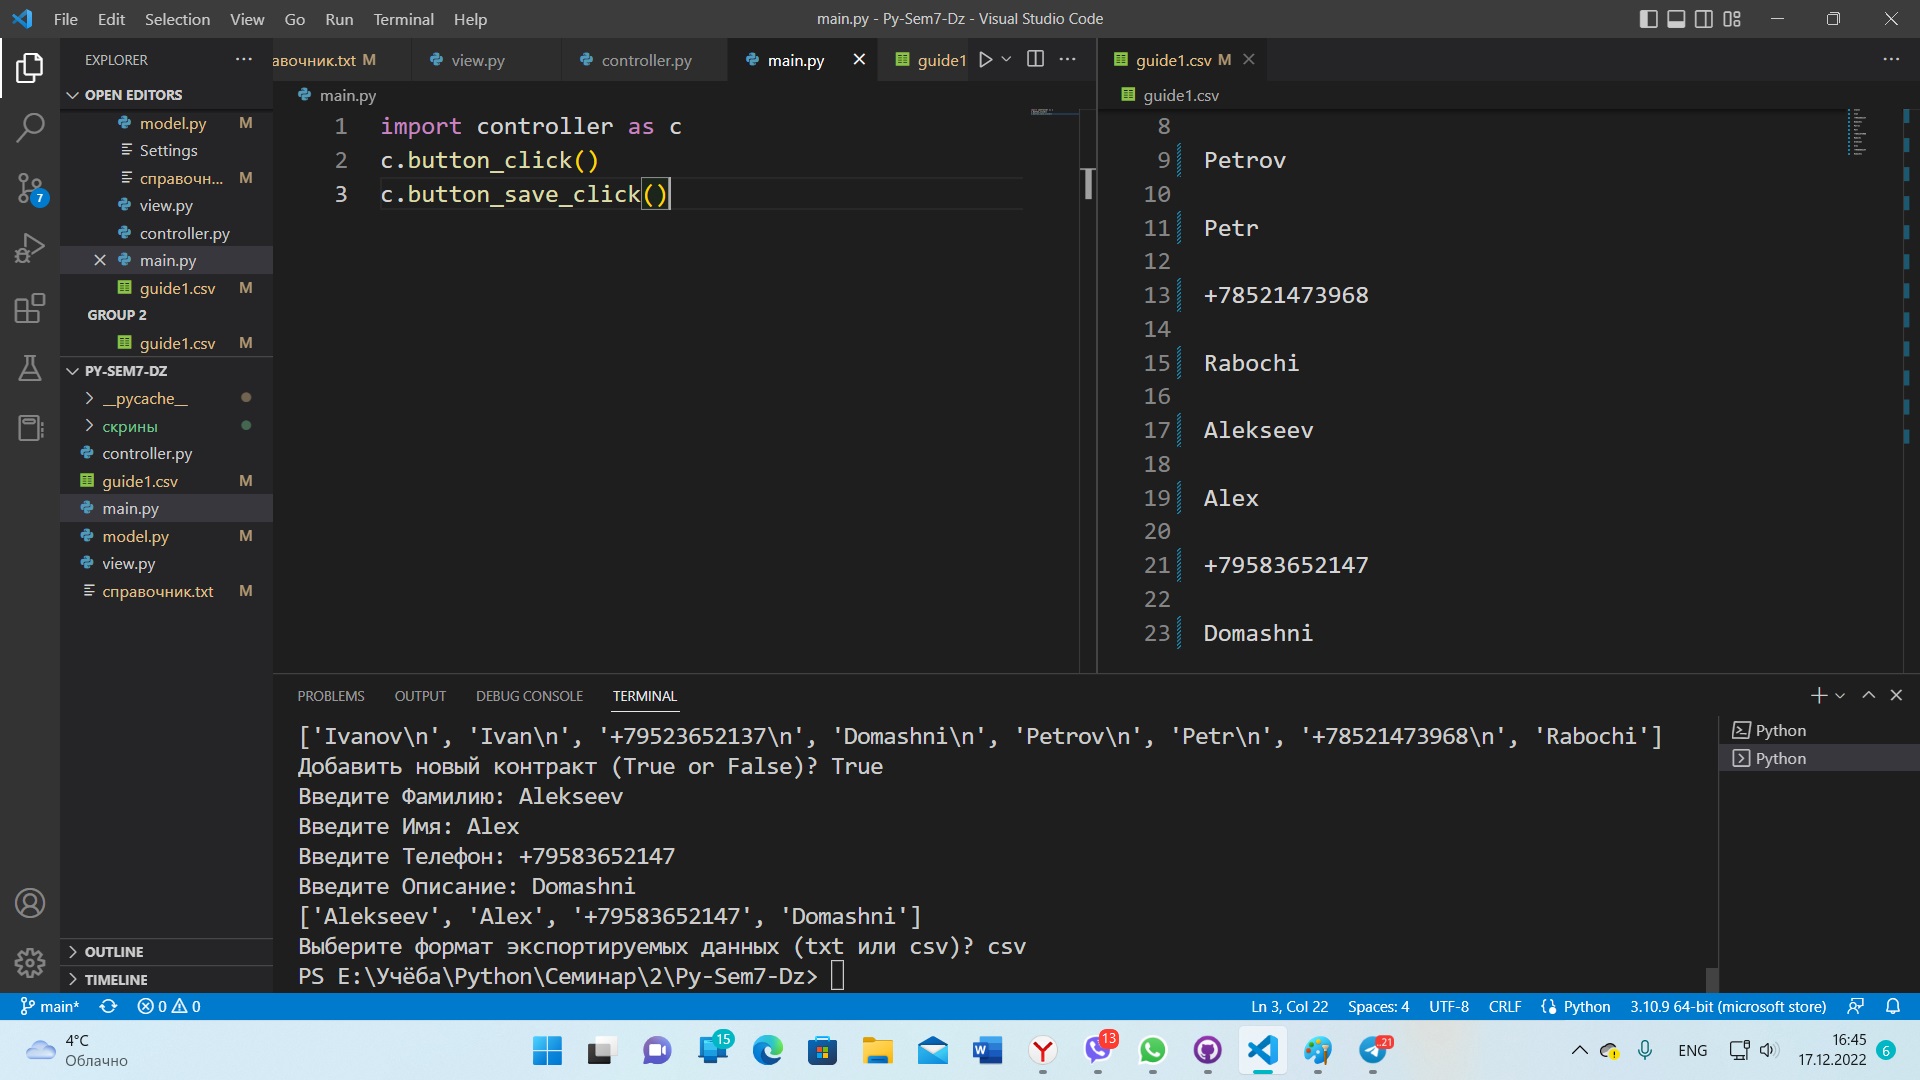 File Edit Selection View Go Run Terminal Help
main.py - Py-Sem7-Dz - Visual Studio Code
EXPLORER
OPEN EDITORS
model.py M
Settings
справочн... M
view.py
controller.py
main.py
guide1.csv M
GROUP 2
guide1.csv M
PY-SEM7-DZ
__pycache__
скрины
controller.py
guide1.csv M
main.py
model.py M
view.py
справочник.txt M
OUTLINE
TIMELINE
7
авочник.txt M view.py controller.py main.py guide1
main.py
1 import controller as c
2 c.button_click()
3 c.button_save_click()
guide1.csv M
guide1.csv
8
9 Petrov
10
11 Petr
12
13 +78521473968
14
15 Rabochi
16
17 Alekseev
18
19 Alex
20
21 +79583652147
22
23 Domashni
PROBLEMS OUTPUT DEBUG CONSOLE TERMINAL
['Ivanov\n', 'Ivan\n', '+79523652137\n', 'Domashni\n', 'Petrov\n', 'Petr\n', '+78521473968\n', 'Rabochi']
Добавить новый контракт (True or False)? True
Введите Фамилию: Alekseev
Введите Имя: Alex
Введите Телефон: +79583652147
Введите Описание: Domashni
['Alekseev', 'Alex', '+79583652147', 'Domashni']
Выберите формат экспортируемых данных (txt или csv)? csv
PS E:\Учёба\Python\Семинар\2\Py-Sem7-Dz>
Python
Python
main* 0 0
Ln 3, Col 22 Spaces: 4 UTF-8 CRLF Python 3.10.9 64-bit (microsoft store)
4°C
Облачно
15
13
..21
ENG
16:45
17.12.2022
6